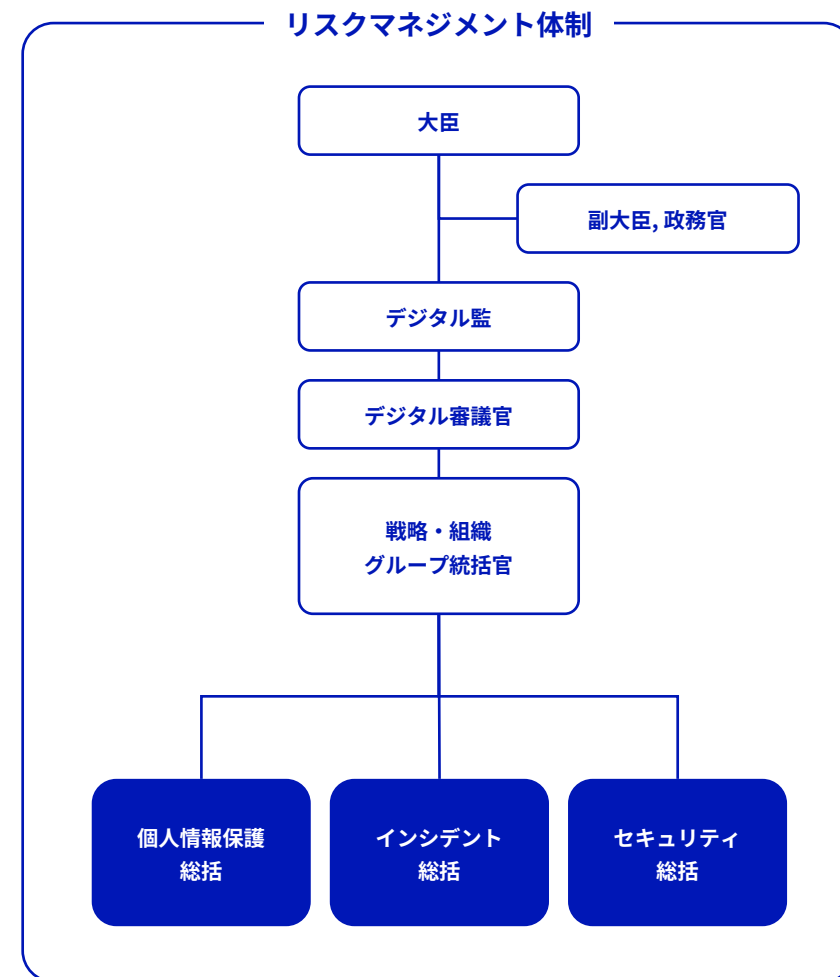 リスクマネジメント体制
大臣
副大臣, 政務官
デジタル監
デジタル審議官
戦略・組織
グループ統括官
個人情報保護
総括
インシデント
総括
セキュリティ
総括